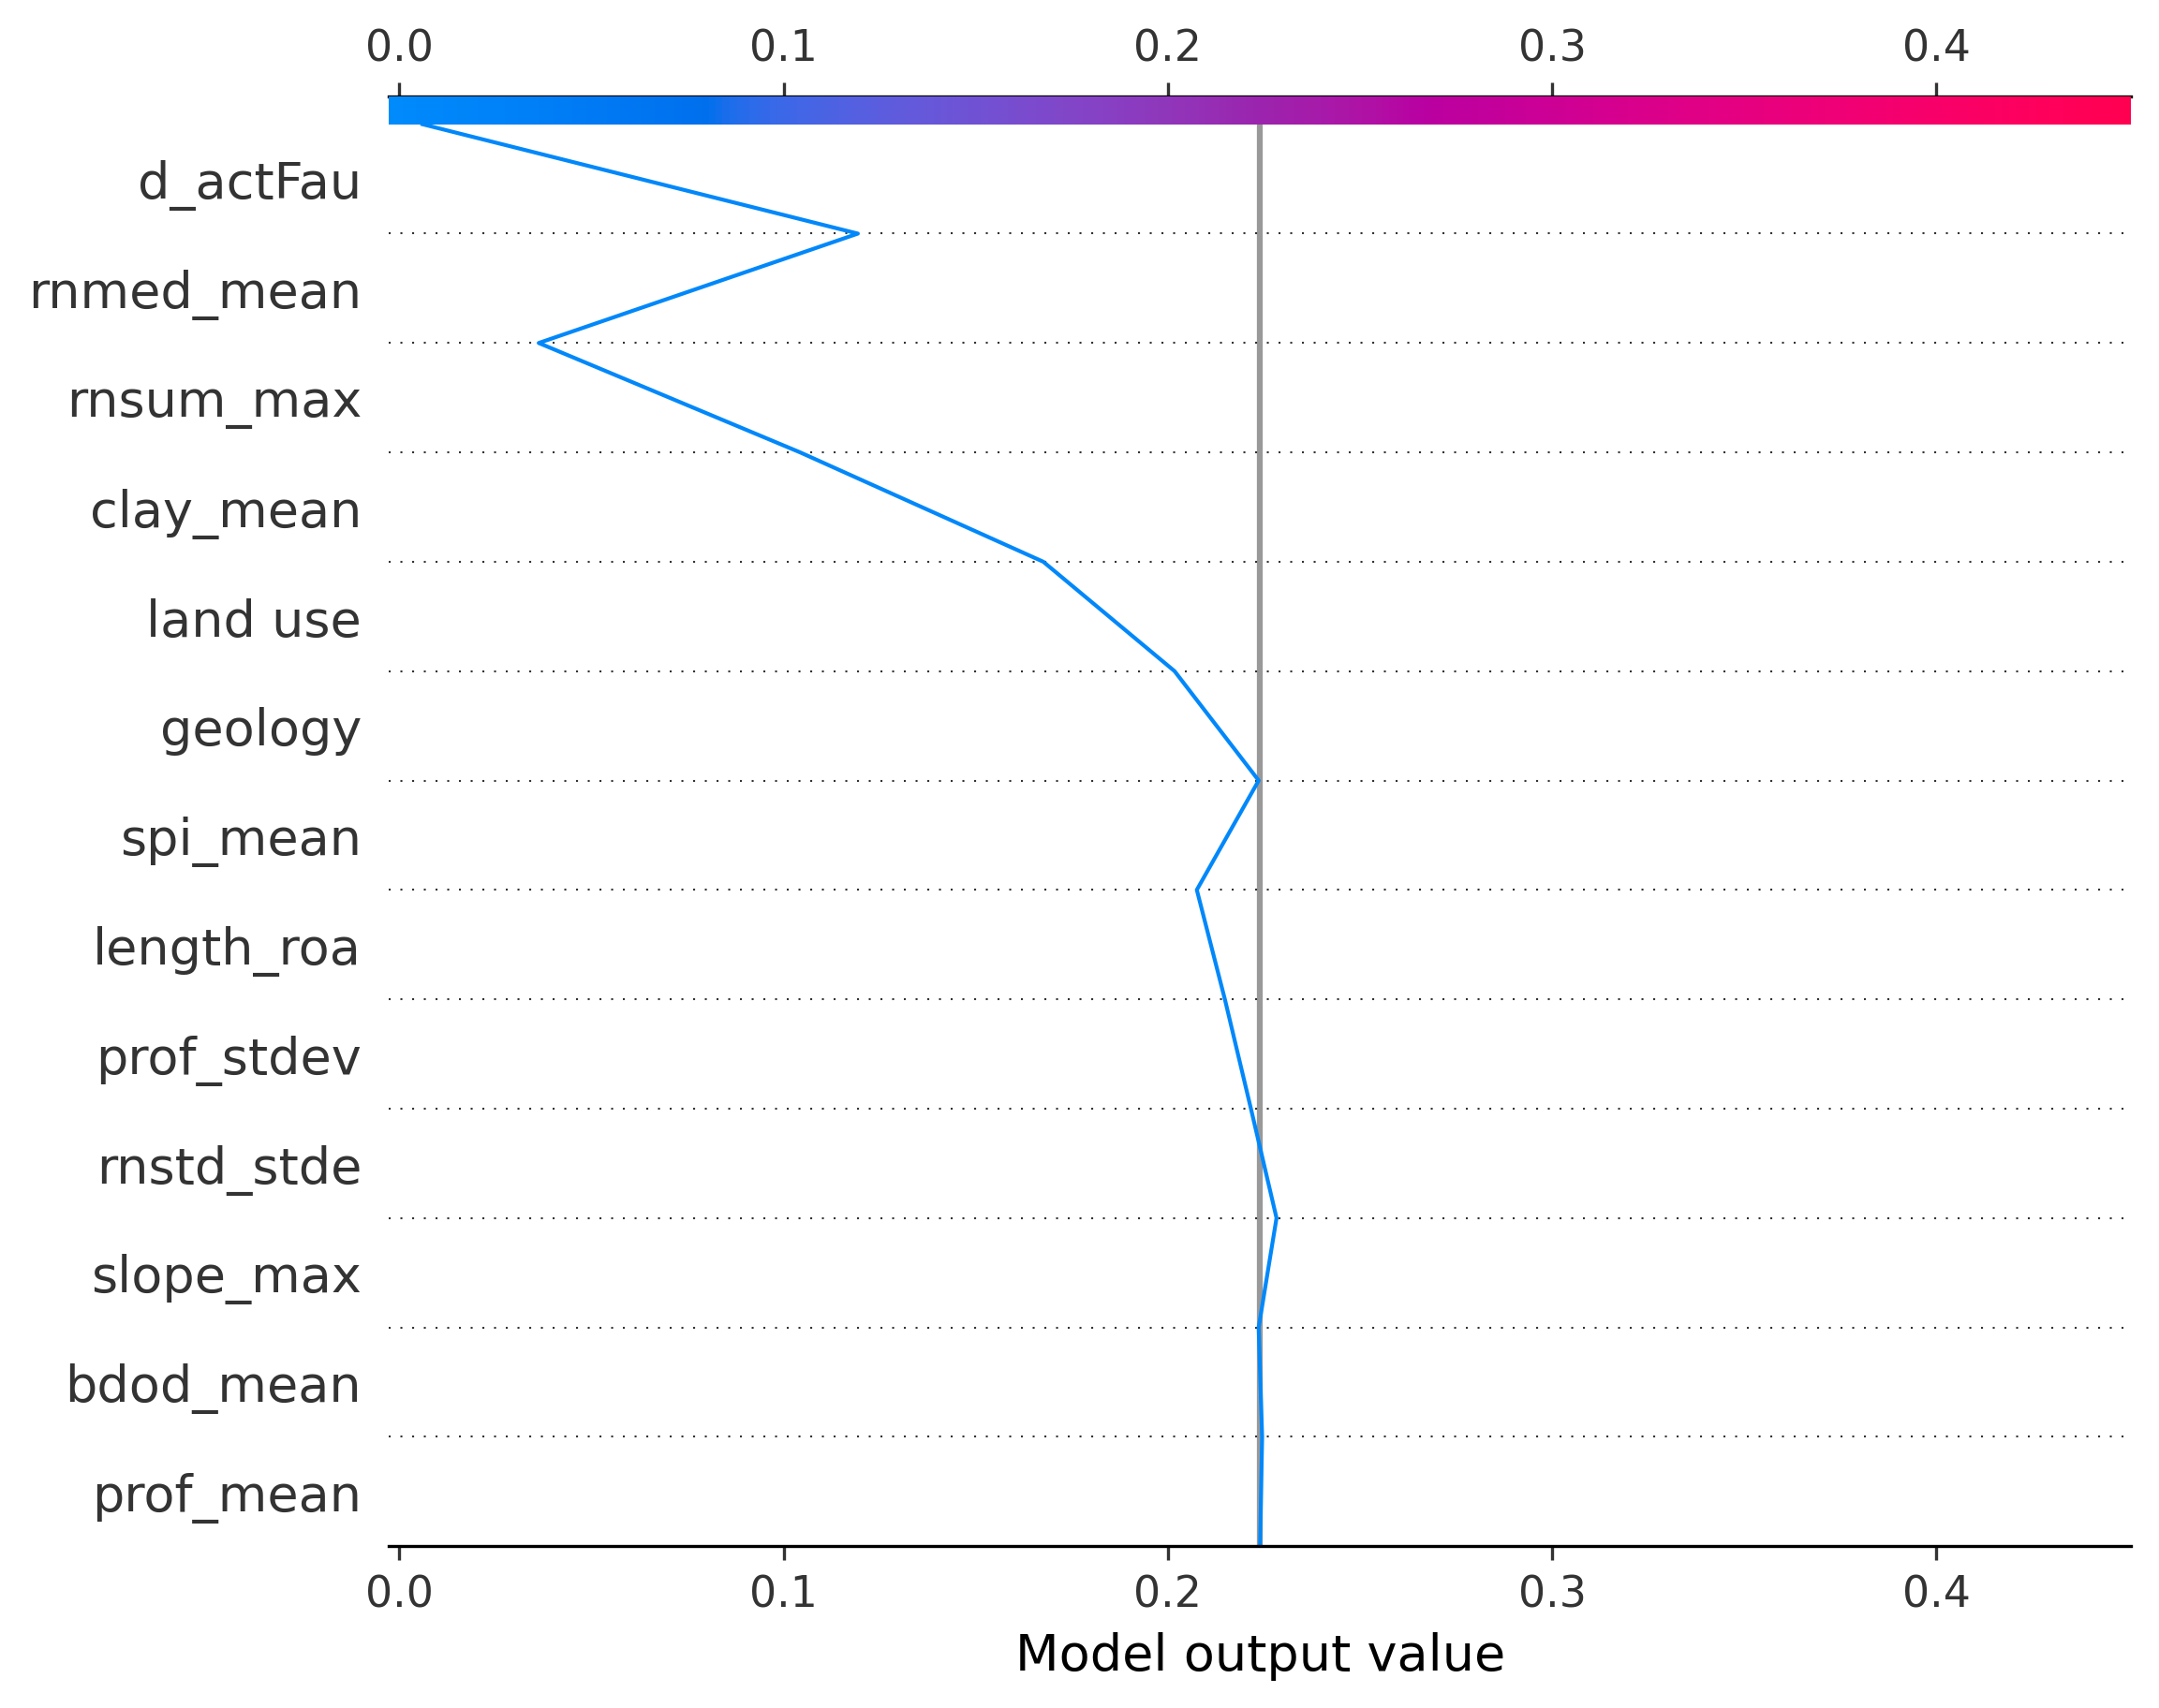 0.0 0.1 0.2 0.3 0.4
d_actFau
rnmed_mean
rnsum_max
clay_mean
land use
geology
spi_mean
length_roa
prof_stdev
rnstd_stde
slope_max
bdod_mean
prof_mean
0.0 0.1 0.2 0.3 0.4
Model output value